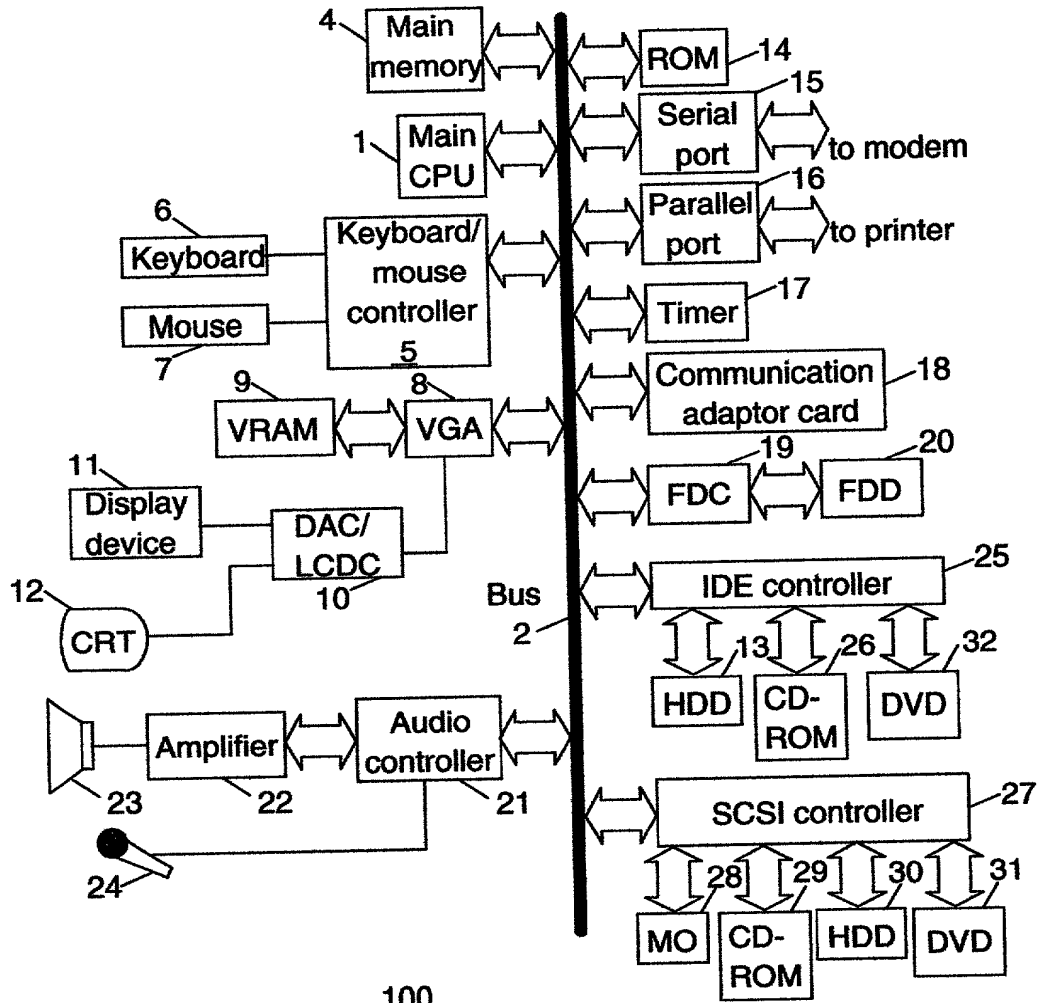 4
Main
memory
14
ROM
15
Serial
port
to modem
1
Main
CPU
16
Parallel
port
to printer
6
Keyboard
Keyboard/
mouse
controller
5
Mouse
7
17
Timer
18
Communication
adaptor card
9
VRAM
8
VGA
19
FDC
20
FDD
11
Display
device
DAC/
LCDC
10
12
CRT
Bus
2
25
IDE controller
13
HDD
26
CD-
ROM
32
DVD
Amplifier
22
Audio
controller
21
23
24
27
SCSI controller
28
MO
29
CD-
ROM
30
HDD
31
DVD
100